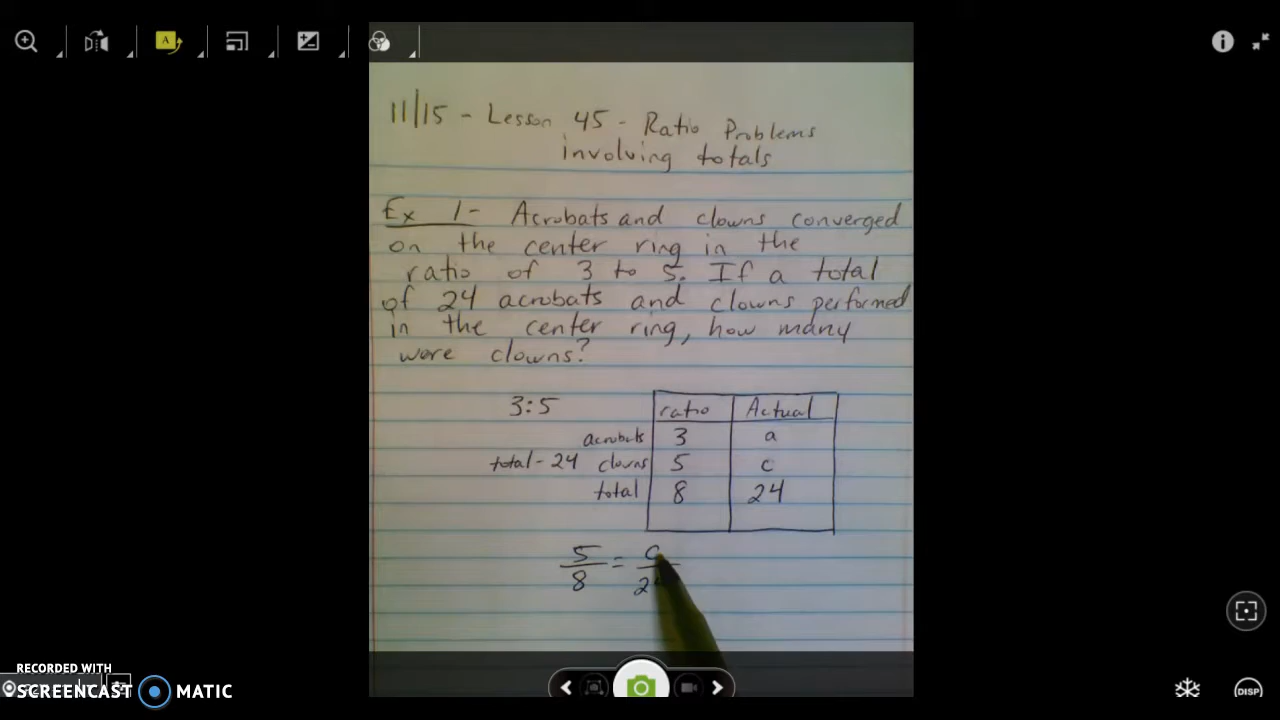 A
i
11/15 - Lesson 45 - Ratio Problems
involving totals
Ex 1- Acrobats and clowns converged
on the center ring in the
ratio of 3 to 5. If a total
of 24 acrobats and clowns performed
in the center ring, how many
were clowns?
3:5
ratio Actual
acrobats 3 a
total - 24 clowns 5 c
total 8 24
5/8 = c/24
RECORDED WITH
SCREENCAST MATIC
DISP